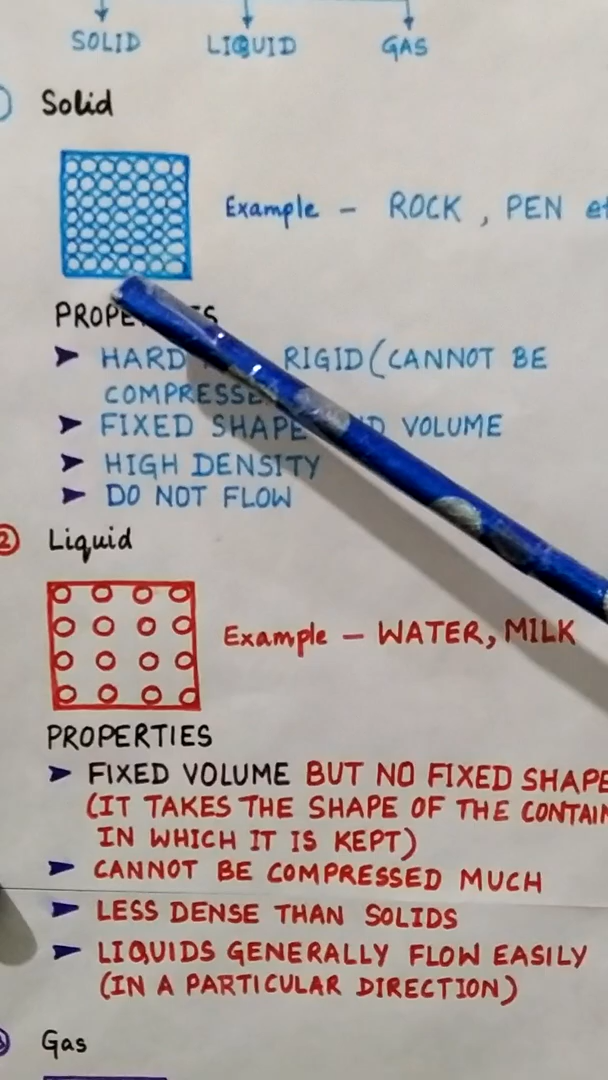 SOLID LIQUID GAS
Solid
Example - ROCK , PEN
HARD RIGID (CANNOT BE
FIXED SHAPE VOLUME
HIGH DENSITY
DO NOT FLOW
2 Liquid
Example - WATER, MILK
PROPERTIES
FIXED VOLUME BUT NO FIXED SHAPE
(IT TAKES THE SHAPE OF THE
IN WHICH IT IS KEPT)
CANNOT BE COMPRESSED MUCH
LESS DENSE THAN SOLIDS
LIQUIDS GENERALLY FLOW EASILY
(IN A PARTICULAR DIRECTION)
Gas